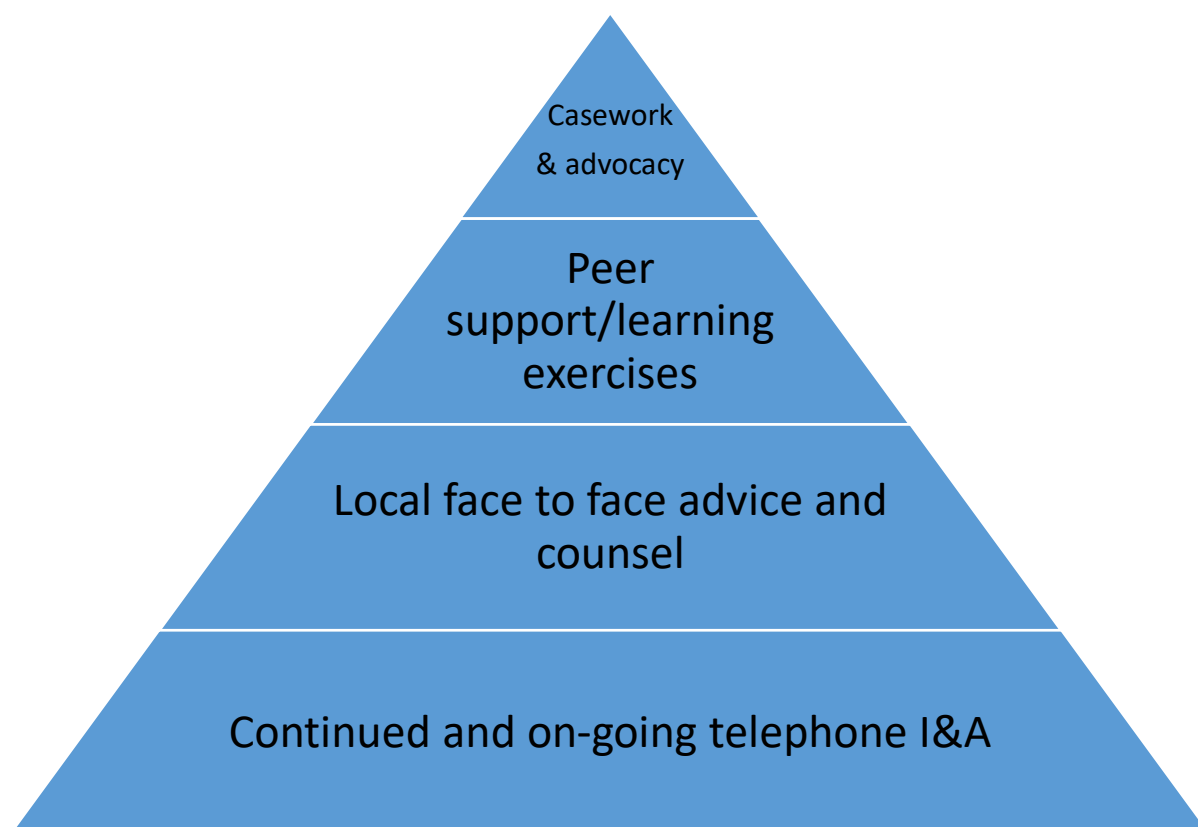 Casework
& advocacy
Peer
support/learning
exercises
Local face to face advice and
counsel
Continued and on-going telephone I&A